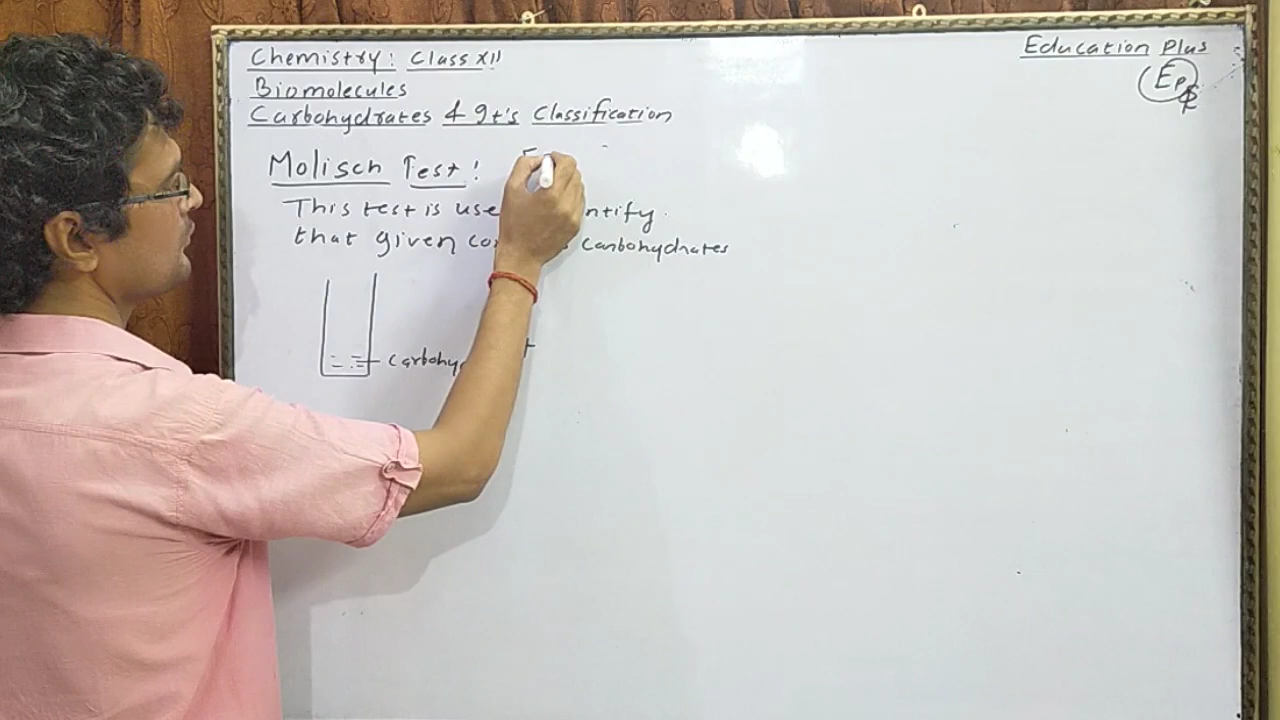 Chemistry: Class XII
Education Plus
EP
Biomolecules
Carbohydrates & It's Classification
Molisch Test:
This test is use ntify.
that given co Carbohydrates
Carbohy +